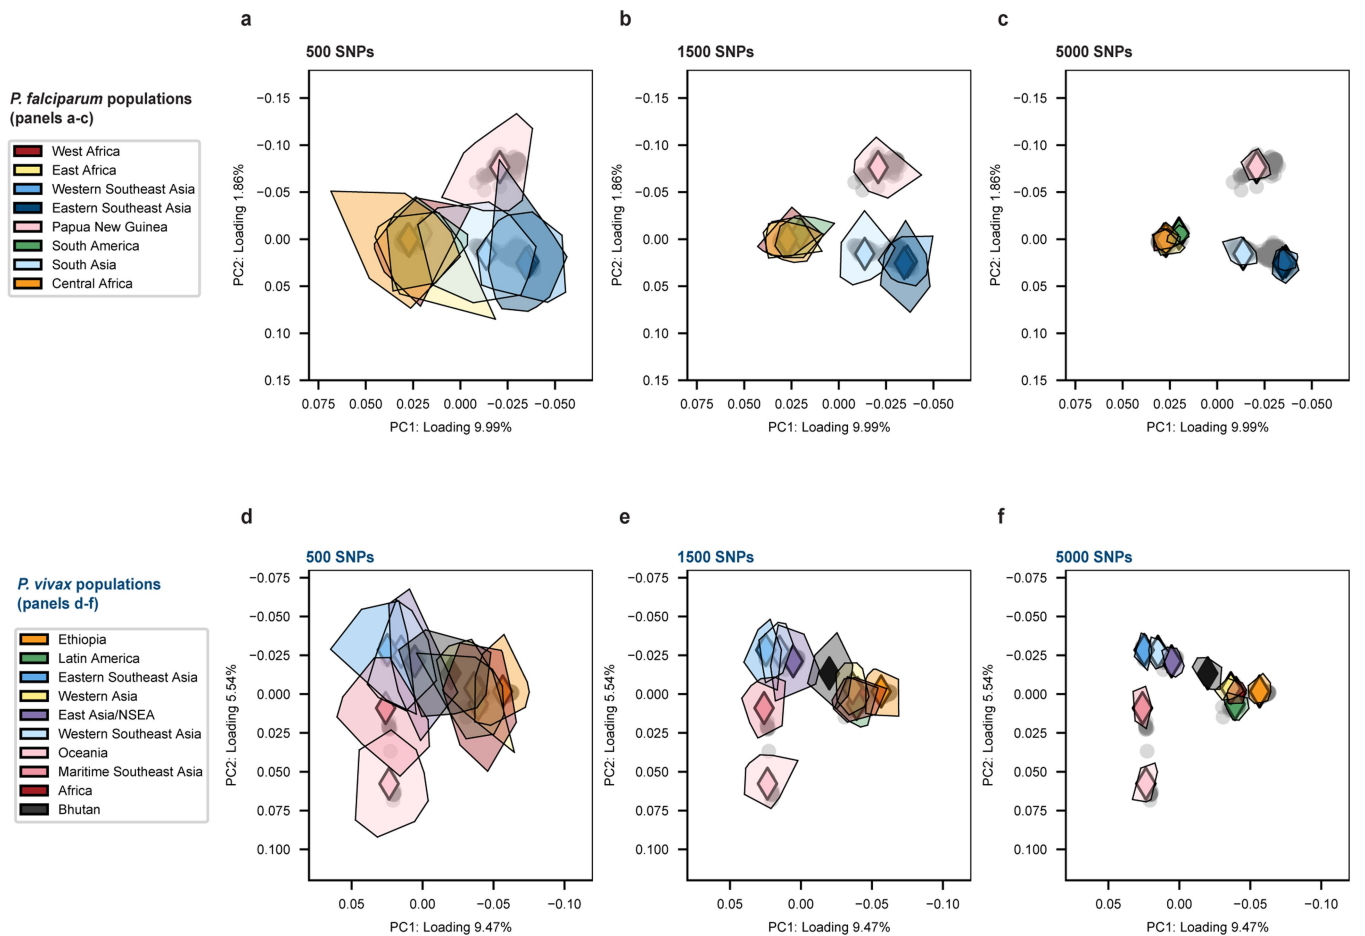 a
b
c
500 SNPs
1500 SNPs
5000 SNPs
P. falciparum populations
(panels a-c)
West Africa
East Africa
Western Southeast Asia
Eastern Southeast Asia
Papua New Guinea
South America
South Asia
Central Africa
PC2: Loading 1.86%
−0.15
−0.10
−0.05
0.00
0.05
0.10
0.15
0.075 0.050 0.025 0.000 −0.025 −0.050
PC1: Loading 9.99%
PC2: Loading 1.86%
−0.15
−0.10
−0.05
0.00
0.05
0.10
0.15
0.075 0.050 0.025 0.000 −0.025 −0.050
PC1: Loading 9.99%
PC2: Loading 1.86%
−0.15
−0.10
−0.05
0.00
0.05
0.10
0.15
0.075 0.050 0.025 0.000 −0.025 −0.050
PC1: Loading 9.99%
d
e
f
500 SNPs
1500 SNPs
5000 SNPs
P. vivax populations
(panels d-f)
Ethiopia
Latin America
Eastern Southeast Asia
Western Asia
East Asia/NSEA
Western Southeast Asia
Oceania
Maritime Southeast Asia
Africa
Bhutan
PC2: Loading 5.54%
−0.075
−0.050
−0.025
0.000
0.025
0.050
0.075
0.100
0.05 0.00 −0.05 −0.10
PC1: Loading 9.47%
PC2: Loading 5.54%
−0.075
−0.050
−0.025
0.000
0.025
0.050
0.075
0.100
0.05 0.00 −0.05 −0.10
PC1: Loading 9.47%
PC2: Loading 5.54%
−0.075
−0.050
−0.025
0.000
0.025
0.050
0.075
0.100
0.05 0.00 −0.05 −0.10
PC1: Loading 9.47%